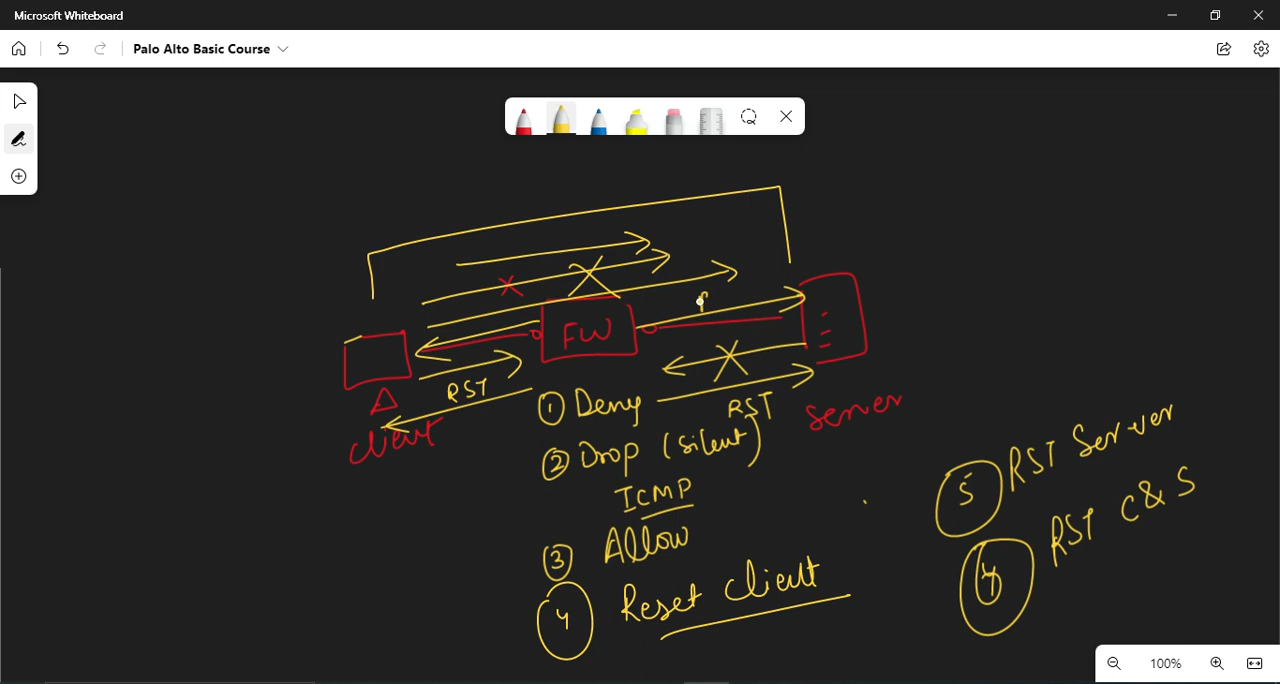 Microsoft Whiteboard
Palo Alto Basic Course
FW
RST
client
① Deny
RST
server
② Drop (silent)
ICMP
③ Allow
4 Reset client
5 RST Server
4 RST C & S
100%